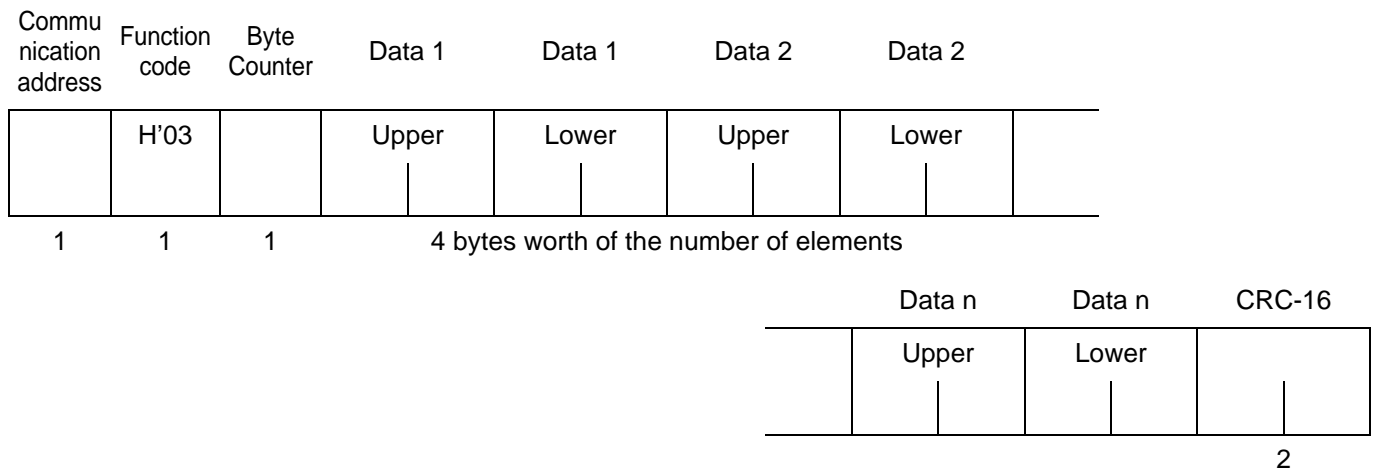 Commu
nication
address
Function
code
Byte
Counter
Data 1
Data 1
Data 2
Data 2
H'03
Upper
Lower
Upper
Lower
1
1
1
4 bytes worth of the number of elements
Data n
Data n
CRC-16
Upper
Lower
2